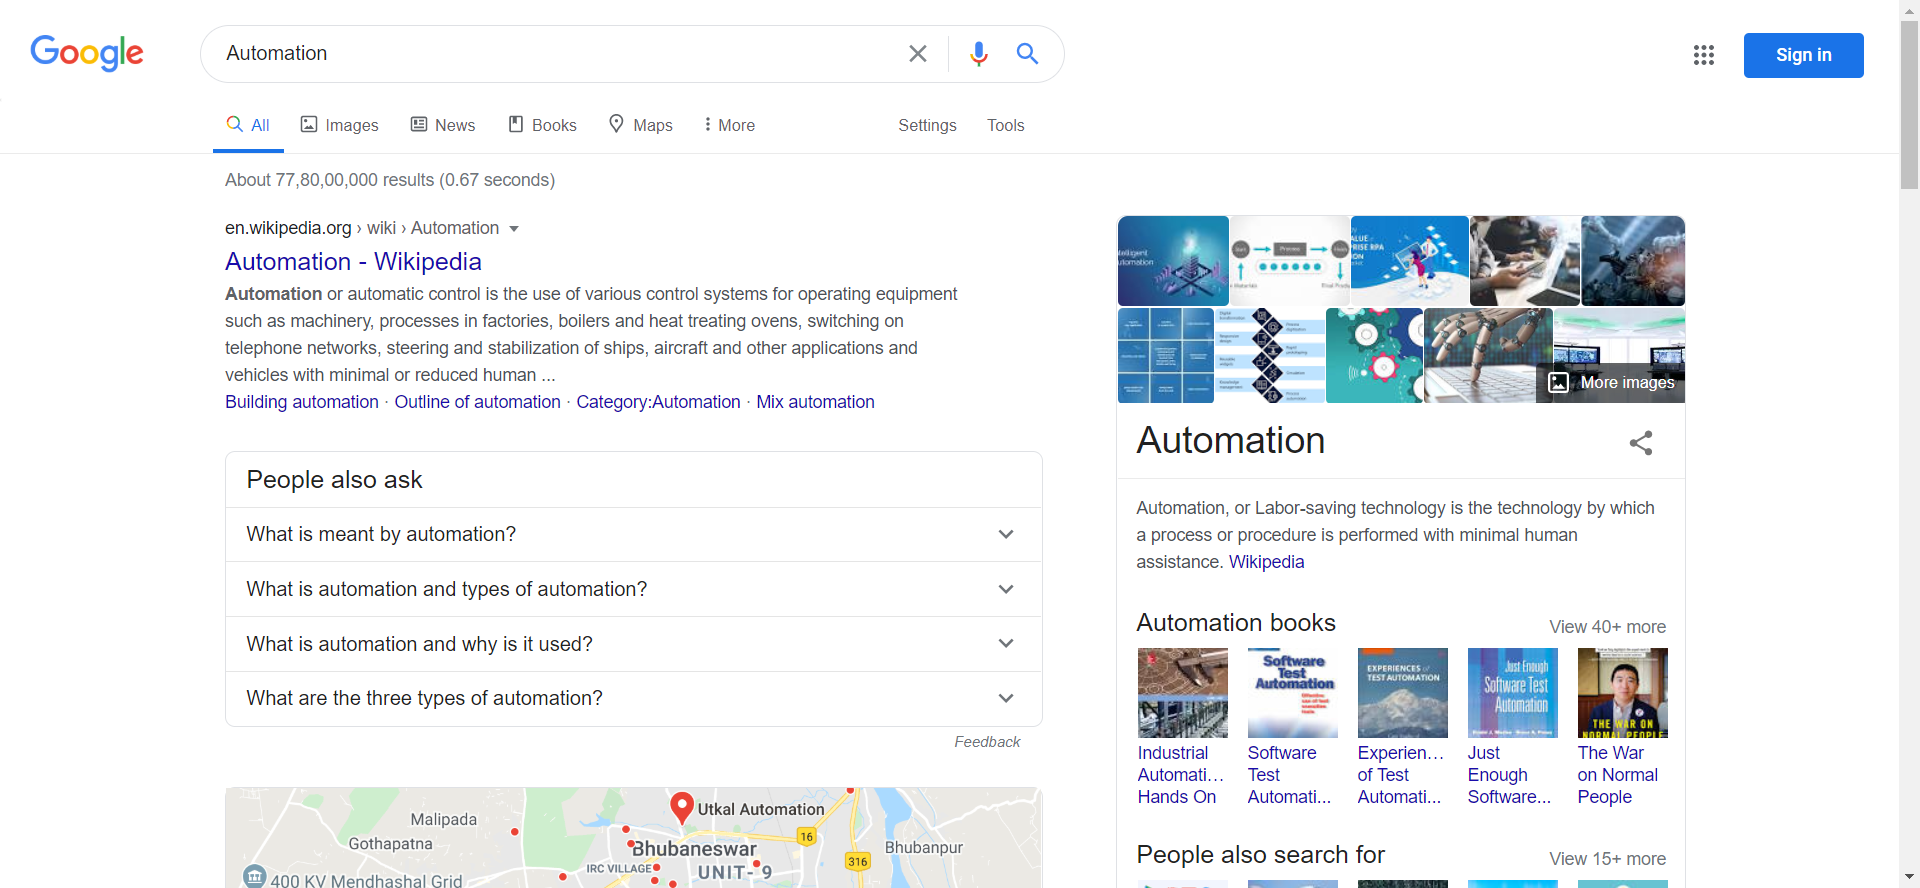 Google
Automation
Sign in
All
Images
News
Books
Maps
More
Settings
Tools
About 77,80,00,000 results (0.67 seconds)
en.wikipedia.org › wiki › Automation
Automation - Wikipedia
Automation or automatic control is the use of various control systems for operating equipment
such as machinery, processes in factories, boilers and heat treating ovens, switching on
telephone networks, steering and stabilization of ships, aircraft and other applications and
vehicles with minimal or reduced human ...
Building automation · Outline of automation · Category:Automation · Mix automation
People also ask
What is meant by automation?
What is automation and types of automation?
What is automation and why is it used?
What are the three types of automation?
Feedback
Utkal Automation
Malipada
Gothapatna
Bhubaneswar
16
316
Bhubanpur
IRC VILLAGE
UNIT- 9
400 KV Mendhashal Grid
Process
More images
Automation
Automation, or Labor-saving technology is the technology by which
a process or procedure is performed with minimal human
assistance. Wikipedia
Automation books
View 40+ more
Software
Test
Automation
EXPERIENCES of
TEST AUTOMATION
Just Enough
Software Test
Automation
THE WAR ON
NORMAL PEOPLE
Industrial
Automati...
Hands On
Software
Test
Automati...
Experien...
of Test
Automati...
Just
Enough
Software...
The War
on Normal
People
People also search for
View 15+ more